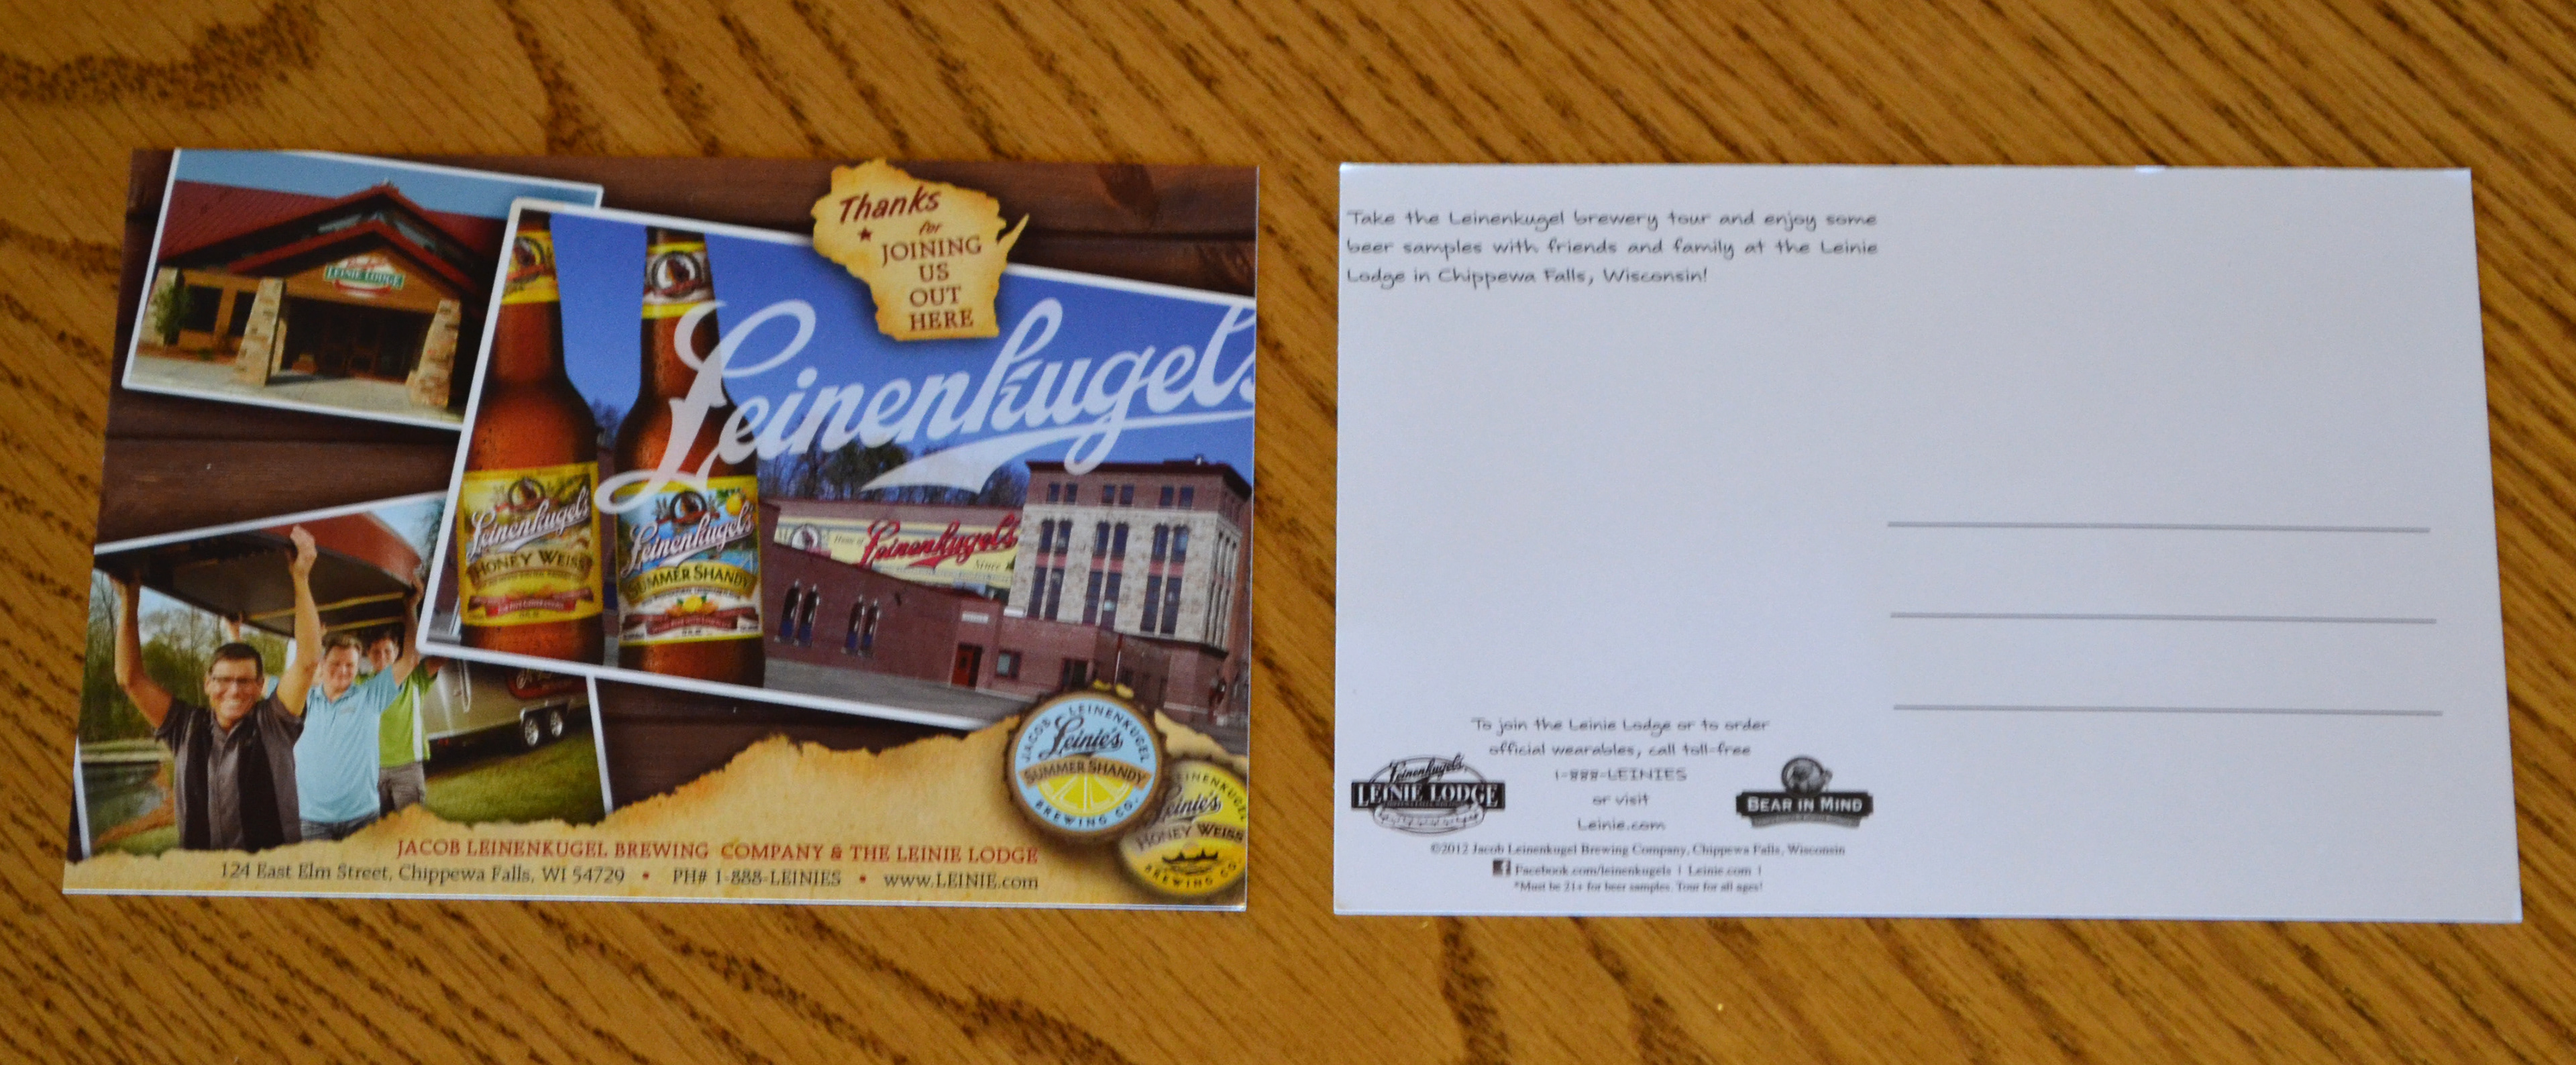 LEINIE LODGE
Thanks
for
JOINING
US
OUT
HERE
Leinenkugel's
Leinenkugel's
HONEY WEISS
Leinenkugel's
SUMMER SHANDY
Home of
Leinenkugel's
Since
JACOB LEINENKUGEL
Leinie's
SUMMER SHANDY
BREWING CO.
LEINENKUGEL
Leinie's
HONEY WEISS
BREWING CO.
JACOB LEINENKUGEL BREWING COMPANY & THE LEINIE LODGE
124 East Elm Street, Chippewa Falls, WI 54729 • PH# 1-888-LEINIES • www.LEINIE.com
Take the Leinenkugel brewery tour and enjoy some
beer samples with friends and family at the Leinie
Lodge in Chippewa Falls, Wisconsin!
To join the Leinie Lodge or to order
official wearables, call toll-free
1-888-LEINIES
or visit
Leinie.com
Leinenkugel's
LEINIE LODGE
BEAR IN MIND
©2012 Jacob Leinenkugel Brewing Company, Chippewa Falls, Wisconsin
Facebook.com/leinenkugels | Leinie.com |
*Must be 21+ for beer samples. Tour for all ages!